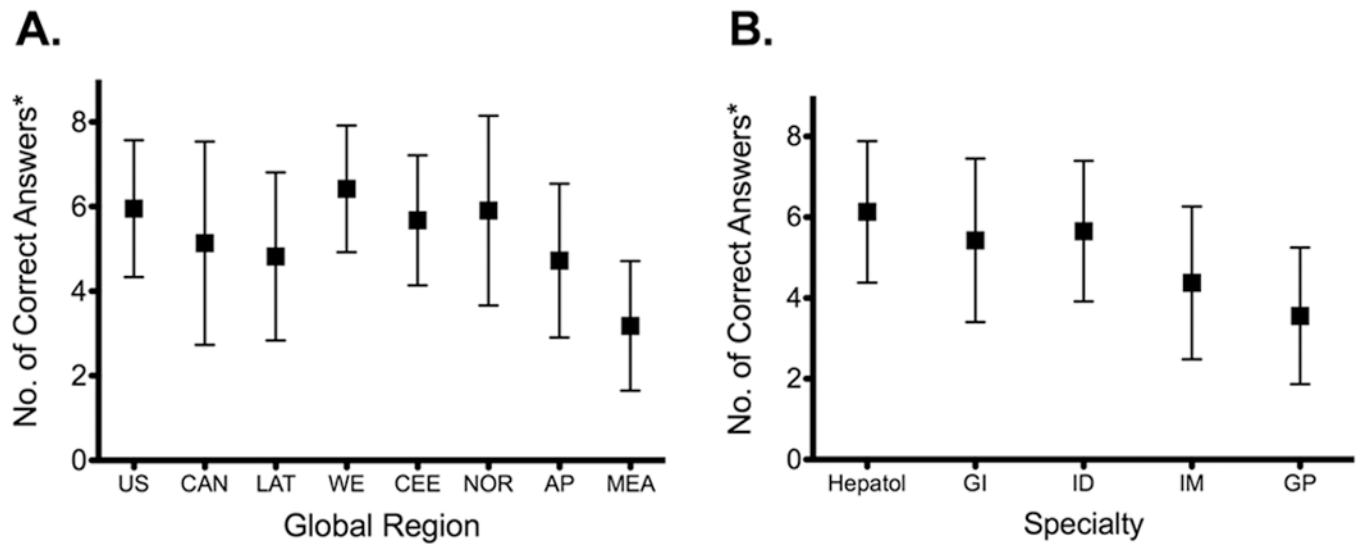 A.
No. of Correct Answers*
8
6
4
2
0
US CAN LAT WE CEE NOR AP MEA
Global Region
B.
No. of Correct Answers*
8
6
4
2
0
Hepatol GI ID IM GP
Specialty